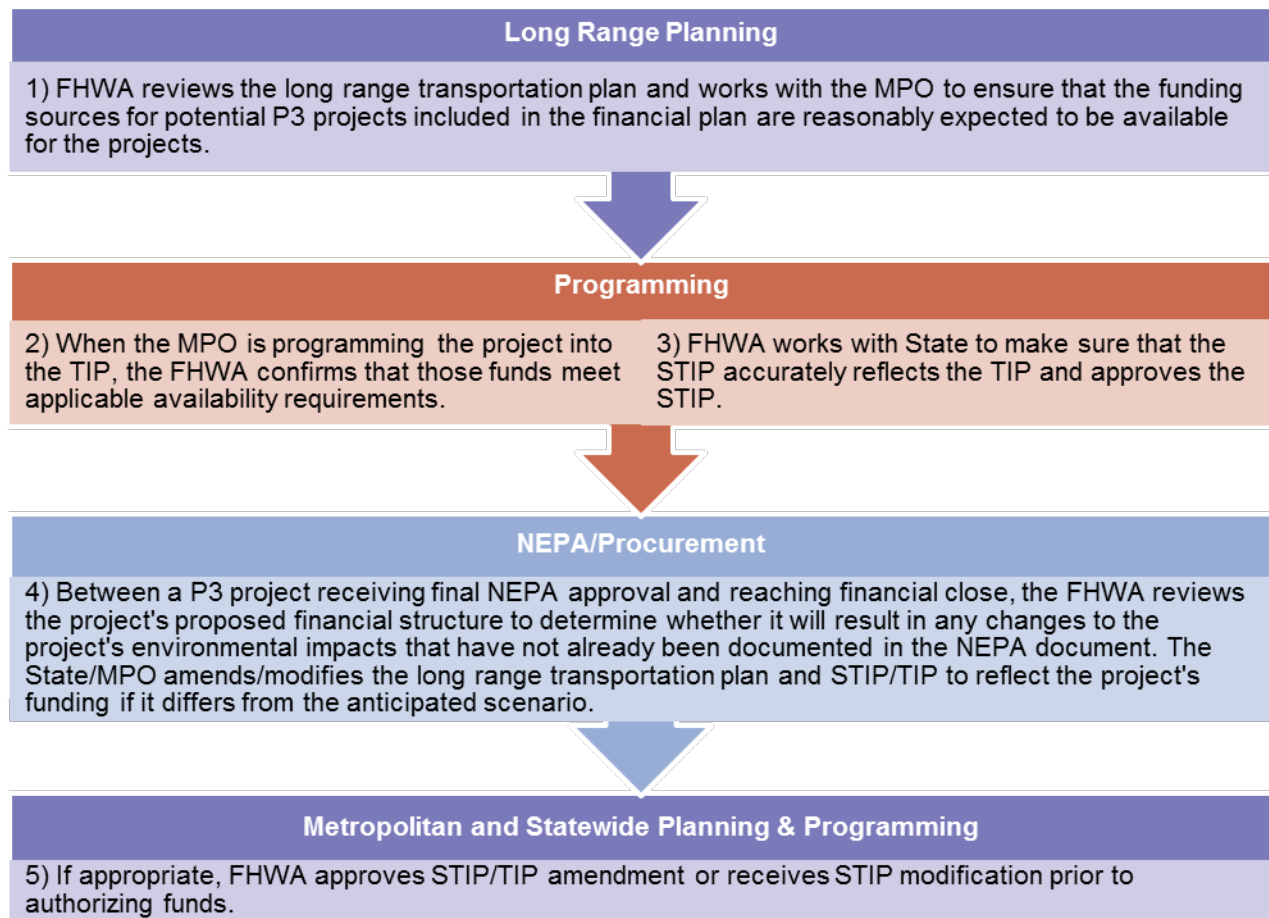 Long Range Planning
1) FHWA reviews the long range transportation plan and works with the MPO to ensure that the funding
sources for potential P3 projects included in the financial plan are reasonably expected to be available
for the projects.
Programming
2) When the MPO is programming the project into
the TIP, the FHWA confirms that those funds meet
applicable availability requirements.
3) FHWA works with State to make sure that the
STIP accurately reflects the TIP and approves the
STIP.
NEPA/Procurement
4) Between a P3 project receiving final NEPA approval and reaching financial close, the FHWA reviews
the project's proposed financial structure to determine whether it will result in any changes to the
project's environmental impacts that have not already been documented in the NEPA document. The
State/MPO amends/modifies the long range transportation plan and STIP/TIP to reflect the project's
funding if it differs from the anticipated scenario.
Metropolitan and Statewide Planning & Programming
5) If appropriate, FHWA approves STIP/TIP amendment or receives STIP modification prior to
authorizing funds.